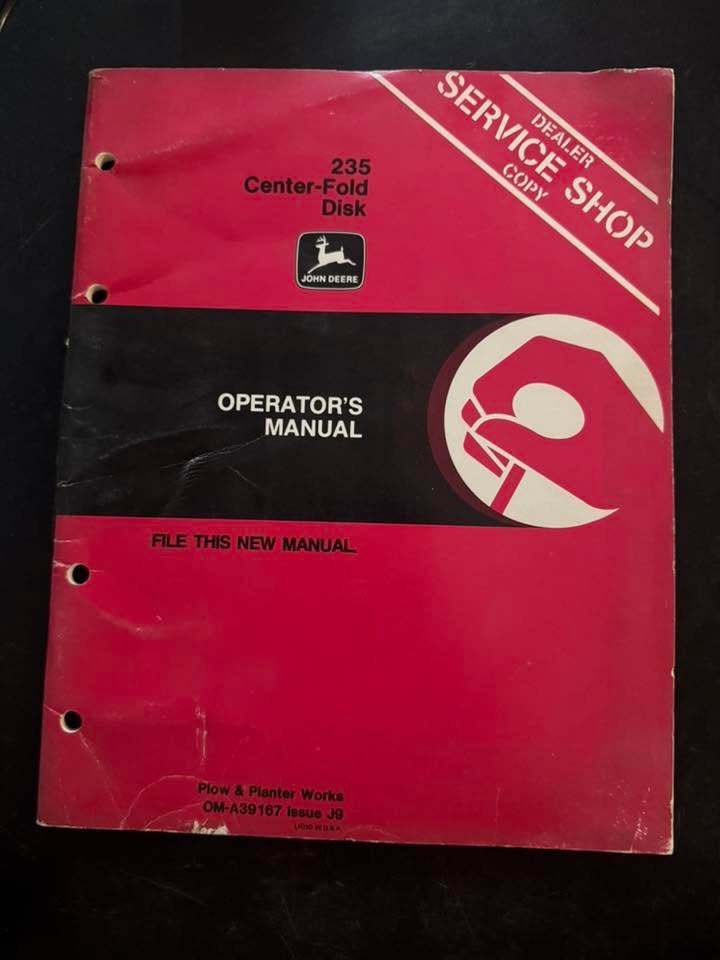 DEALER
SERVICE SHOP
COPY
235
Center-Fold
Disk
JOHN DEERE
OPERATOR'S
MANUAL
FILE THIS NEW MANUAL.
Plow & Planter Works
OM-A39167 Issue J9